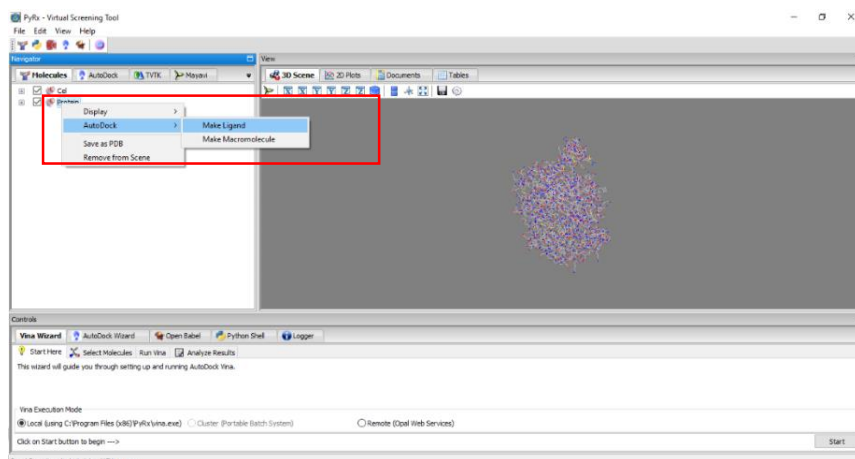 PyRx - Virtual Screening Tool
File Edit View Help
Navigator
View
Molecules AutoDock TVTK Mayavi
3D Scene 2D Plots Documents Tables
Cel
Protein
Display
AutoDock
Make Ligand
Make Macromolecule
Save as PDB
Remove from Scene
Controls
Vina Wizard AutoDock Wizard Open Babel Python Shell Logger
Start Here Select Molecules Run Vina Analyze Results
This wizard will guide you through setting up and running AutoDock Vina.
Vina Execution Mode
Local (using C:\Program Files (x86)\PyRx\vina.exe) Cluster (Portable Batch System) Remote (Opal Web Services)
Click on Start button to begin --->
Start